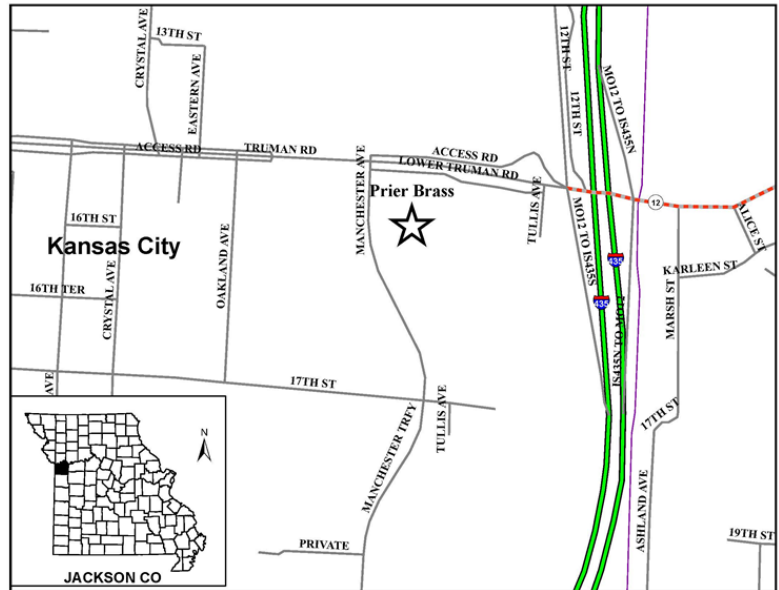 13TH ST
CRYSTAL AVE
EASTERN AVE
12TH ST
12TH ST
MO12 TO IS435N
ACCESS RD
TRUMAN RD
ACCESS RD
LOWER TRUMAN RD
MANCHESTER AVE
Prier Brass
TULLIS AVE
12
ALICE ST
16TH ST
Kansas City
OAKLAND AVE
CRYSTAL AVE
16TH TER
MO12 TO IS435S
435
435
KARLEEN ST
MARSH ST
IS435N TO MO12
17TH ST
AVE
TULLIS AVE
17TH ST
MANCHESTER TRFY
ASHLAND AVE
19TH ST
PRIVATE
N
JACKSON CO